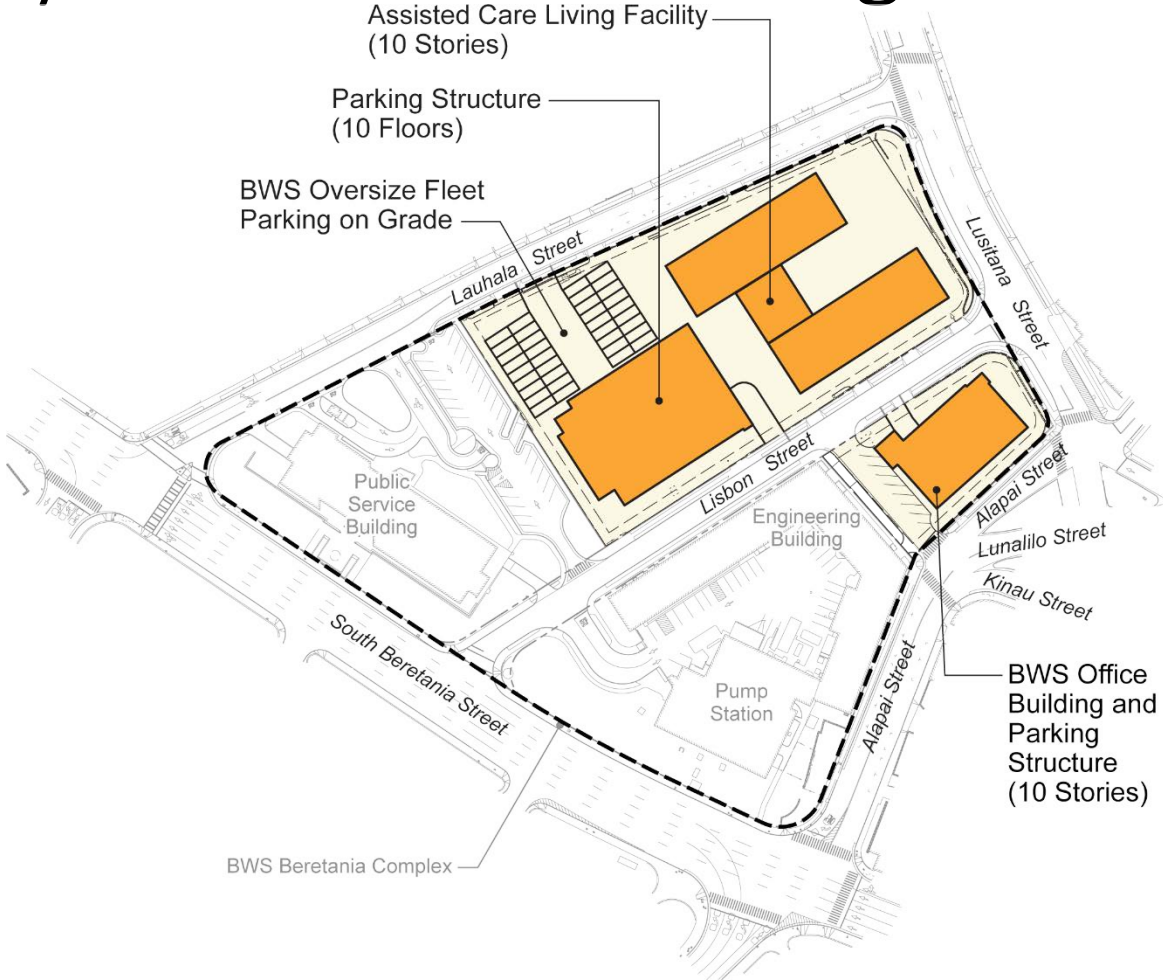 Assisted Care Living Facility
(10 Stories)
Parking Structure
(10 Floors)
BWS Oversize Fleet
Parking on Grade
Lauhala Street
Lusitana Street
Lisbon Street
Alapai Street
Lunalilo Street
Kinau Street
Public
Service
Building
Engineering
Building
South Beretania Street
Pump
Station
Alapai Street
BWS Office
Building and
Parking
Structure
(10 Stories)
BWS Beretania Complex